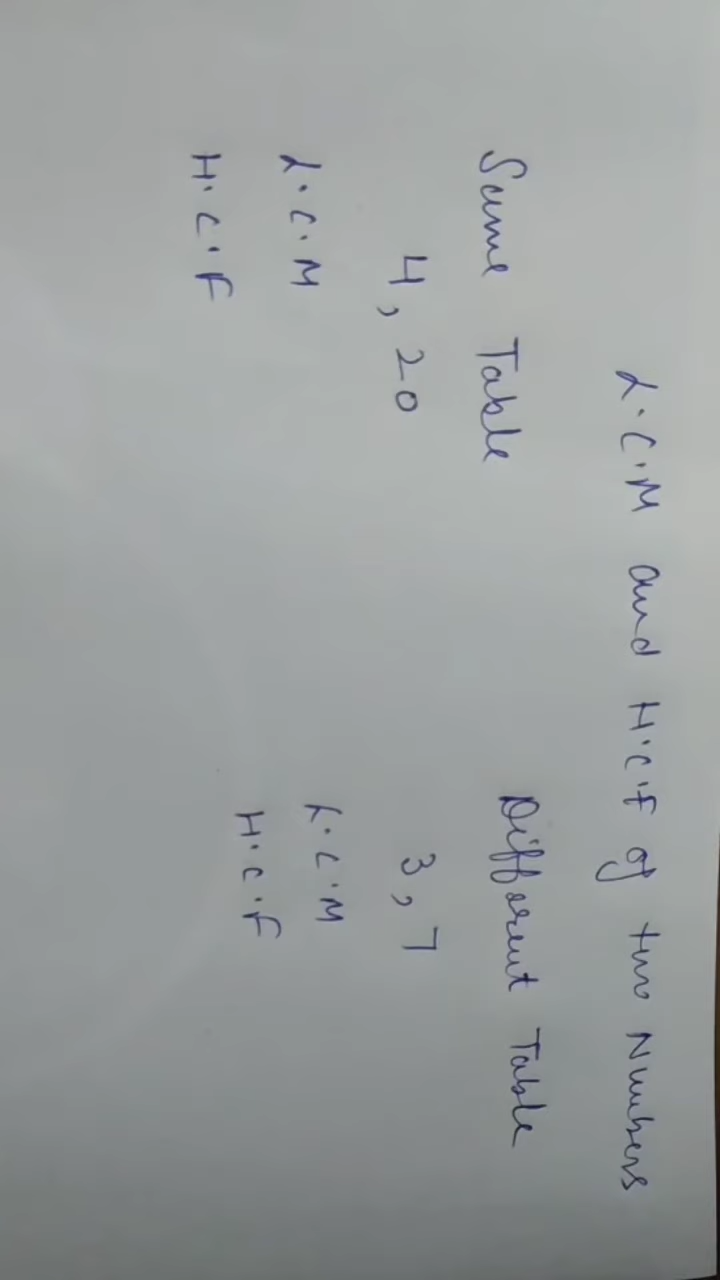 L.C.M and H.C.F of two Numbers
Same Table
4, 20
L.C.M
H.C.F
Different Table
3, 7
L.C.M
H.C.F